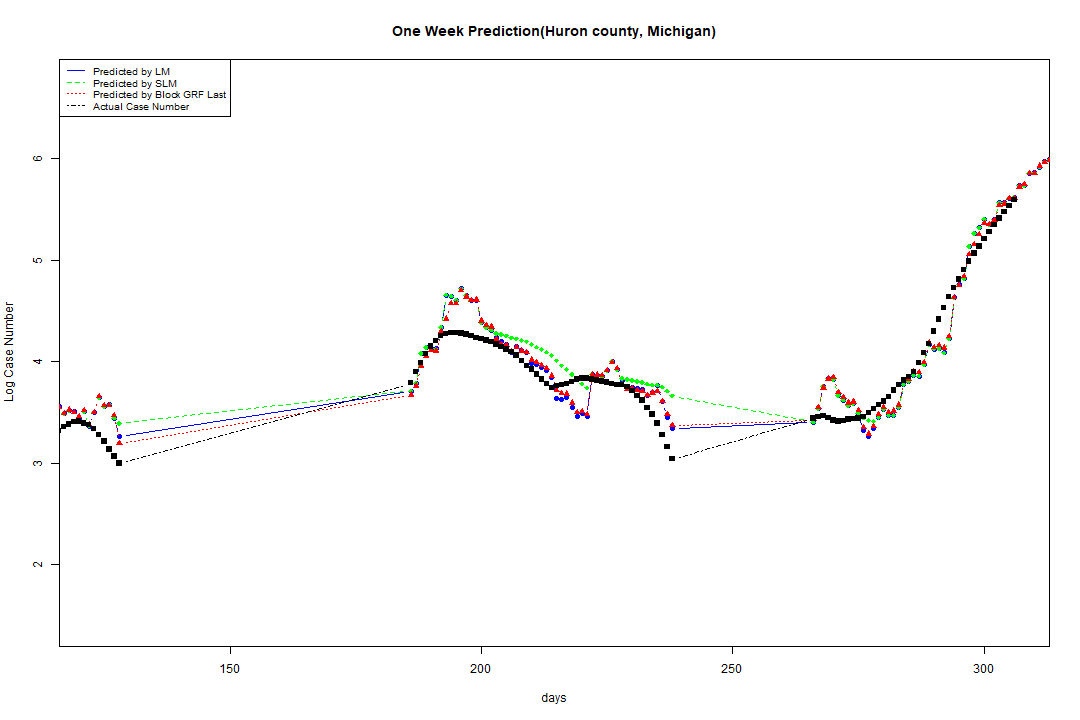 One Week Prediction(Huron county, Michigan)
Predicted by LM
Predicted by SLM
Predicted by Block GRF Last
Actual Case Number
6
5
4
3
2
Log Case Number
150
200
250
300
days